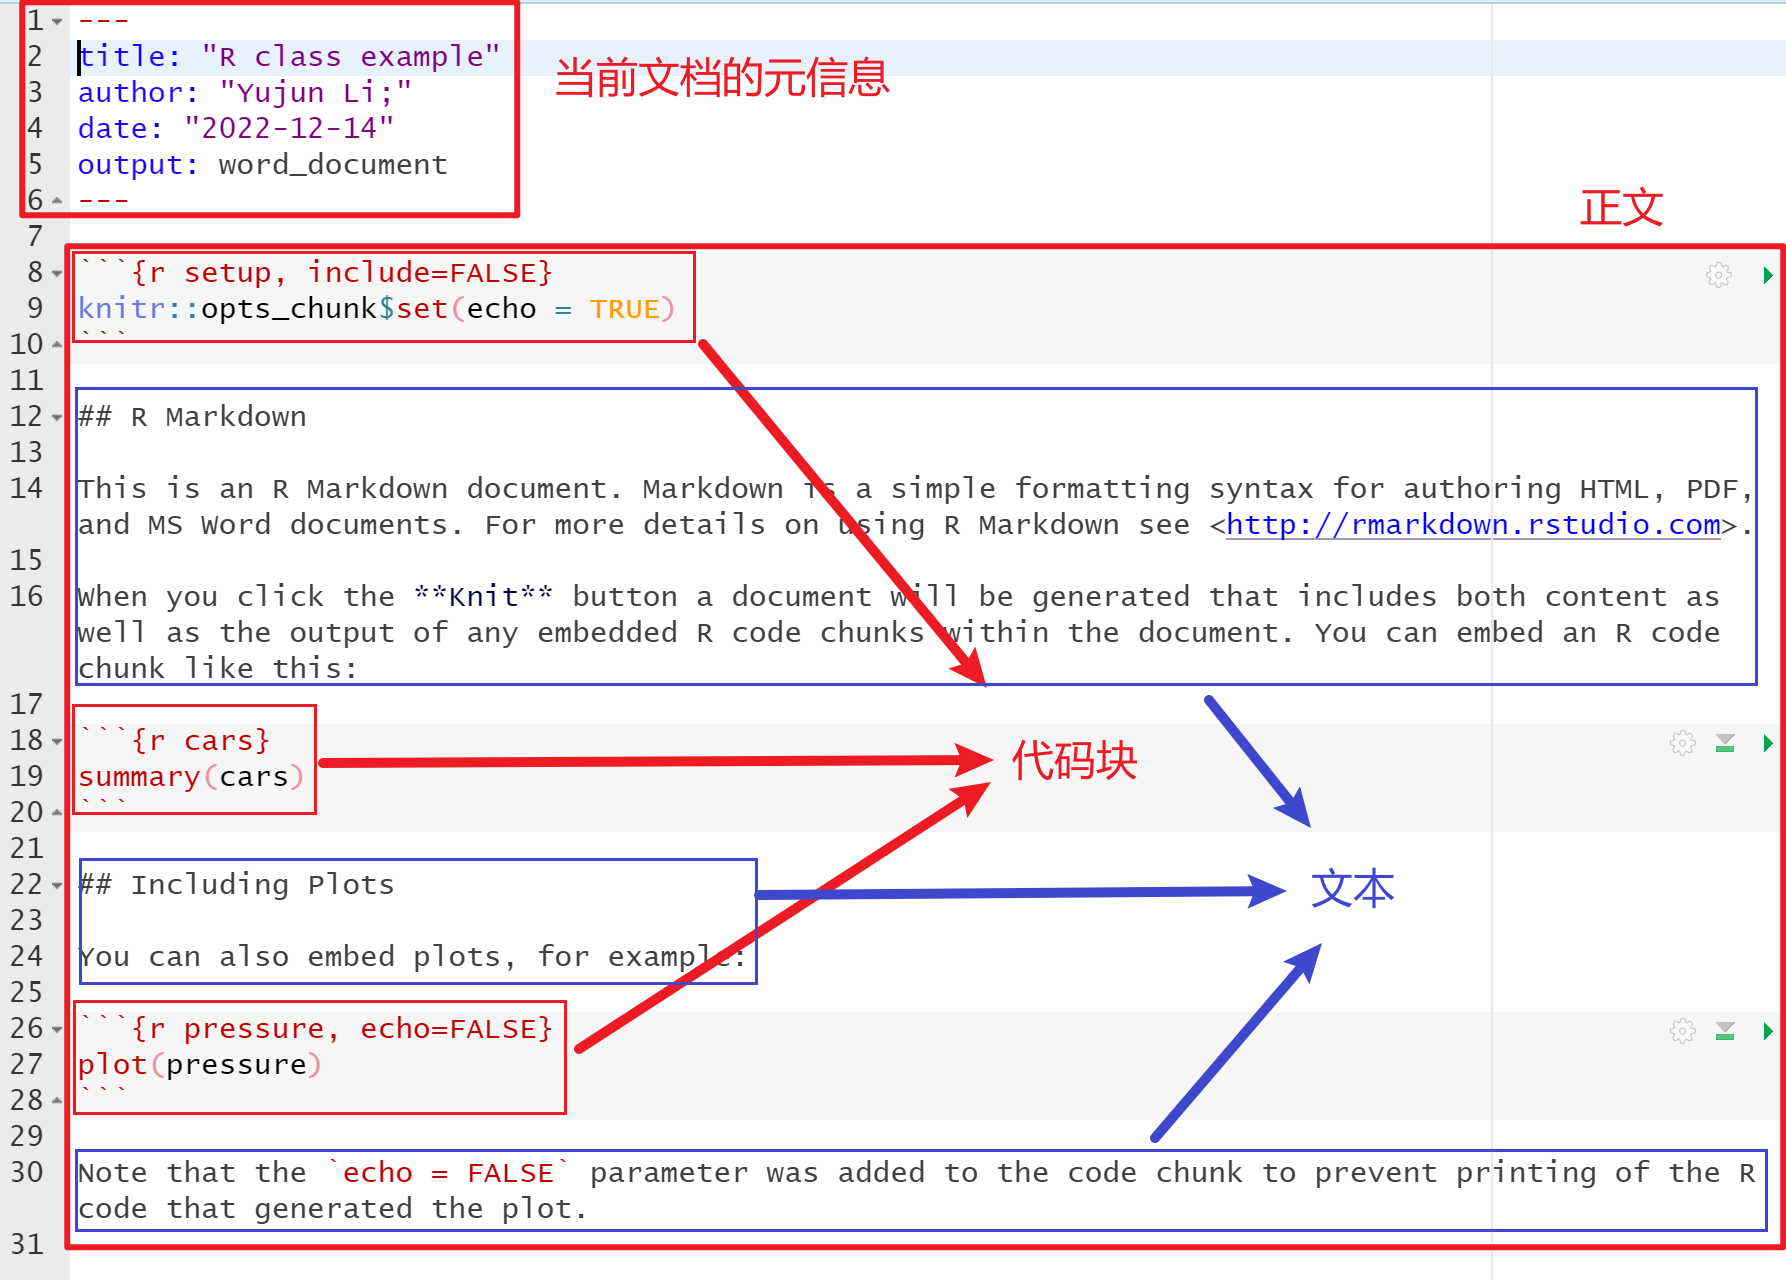 1 ---
2 title: "R class example"
当前文档的元信息
3 author: "Yujun Li;"
4 date: "2022-12-14"
5 output: word_document
6 ---
正文
7
8 ```{r setup, include=FALSE}
9 knitr::opts_chunk$set(echo = TRUE)
10 ```
11
12 ## R Markdown
13
14 This is an R Markdown document. Markdown is a simple formatting syntax for authoring HTML, PDF,
and MS Word documents. For more details on using R Markdown see <http://rmarkdown.rstudio.com>.
15
16 When you click the **Knit** button a document will be generated that includes both content as
well as the output of any embedded R code chunks within the document. You can embed an R code
chunk like this:
17
18 ```{r cars}
代码块
19 summary(cars)
20 ```
21
22 ## Including Plots
文本
23
24 You can also embed plots, for example:
25
26 ```{r pressure, echo=FALSE}
27 plot(pressure)
28 ```
29
30 Note that the `echo = FALSE` parameter was added to the code chunk to prevent printing of the R
code that generated the plot.
31